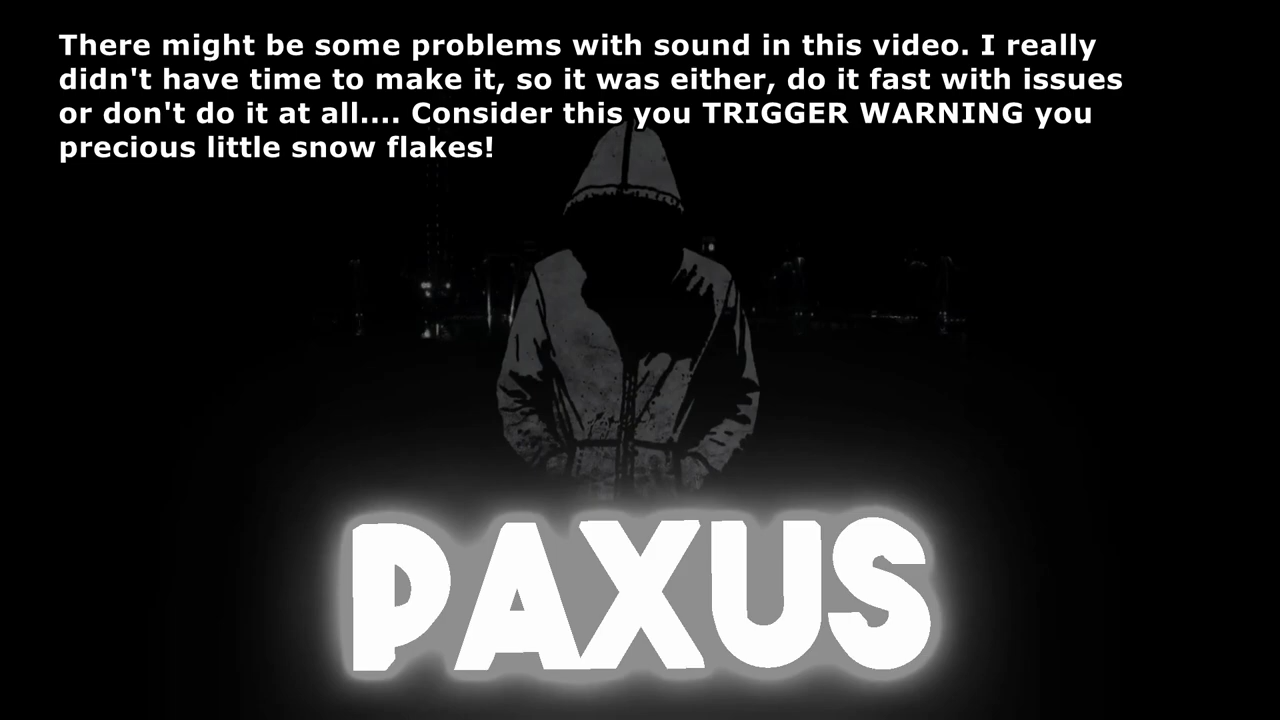 There might be some problems with sound in this video. I really
didn't have time to make it, so it was either, do it fast with issues
or don't do it at all.... Consider this you TRIGGER WARNING you
precious little snow flakes!
PAXUS